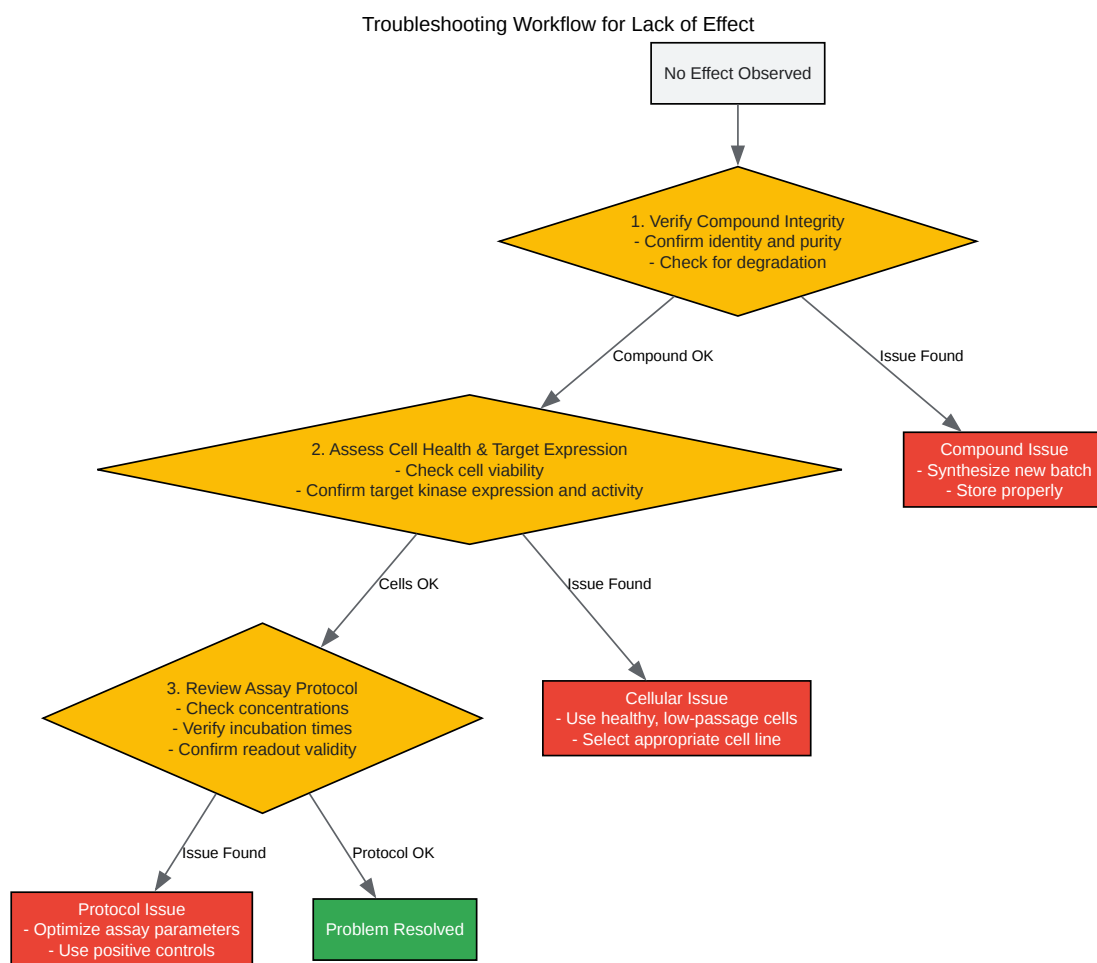 Troubleshooting Workflow for Lack of Effect
No Effect Observed
1. Verify Compound Integrity
- Confirm identity and purity
- Check for degradation
Compound OK
Issue Found
2. Assess Cell Health & Target Expression
- Check cell viability
- Confirm target kinase expression and activity
Compound Issue
- Synthesize new batch
- Store properly
Cells OK
Issue Found
3. Review Assay Protocol
- Check concentrations
- Verify incubation times
- Confirm readout validity
Cellular Issue
- Use healthy, low-passage cells
- Select appropriate cell line
Issue Found
Protocol OK
Protocol Issue
- Optimize assay parameters
- Use positive controls
Problem Resolved